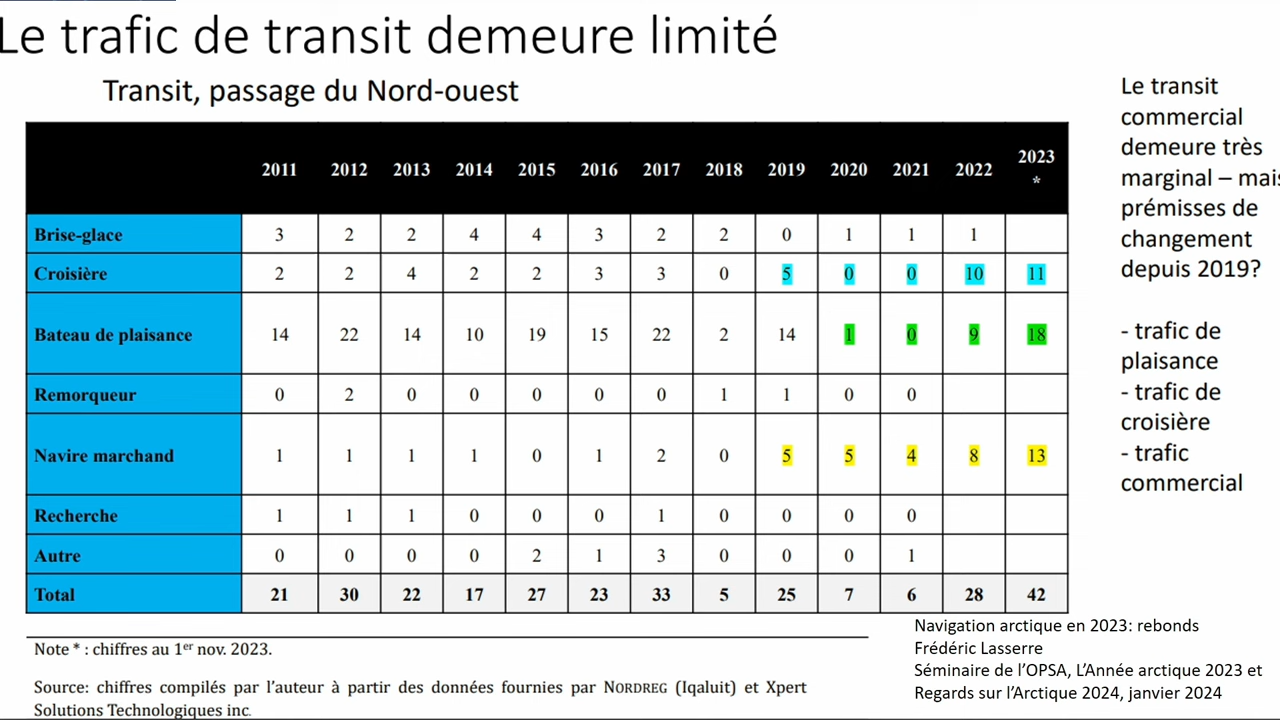 Le trafic de transit demeure limité
Transit, passage du Nord-ouest
2011 2012 2013 2014 2015 2016 2017 2018 2019 2020 2021 2022 2023 *
Brise-glace 3 2 2 4 4 3 2 2 0 1 1 1
Croisière 2 2 4 2 2 3 3 0 5 0 0 10 11
Bateau de plaisance 14 22 14 10 19 15 22 2 14 1 0 9 18
Remorqueur 0 2 0 0 0 0 0 1 1 0 0
Navire marchand 1 1 1 1 0 1 2 0 5 5 4 8 13
Recherche 1 1 1 0 0 0 1 0 0 0 0
Autre 0 0 0 0 2 1 3 0 0 0 1
Total 21 30 22 17 27 23 33 5 25 7 6 28 42
Note * : chiffres au 1er nov. 2023.
Source: chiffres compilés par l’auteur à partir des données fournies par NORDREG (Iqaluit) et Xpert
Solutions Technologiques inc.
Le transit
commercial
demeure très
marginal – mais
prémisses de
changement
depuis 2019?
- trafic de
plaisance
- trafic de
croisière
- trafic
commercial
Navigation arctique en 2023: rebonds
Frédéric Lasserre
Séminaire de l’OPSA, L’Année arctique 2023 et
Regards sur l’Arctique 2024, janvier 2024